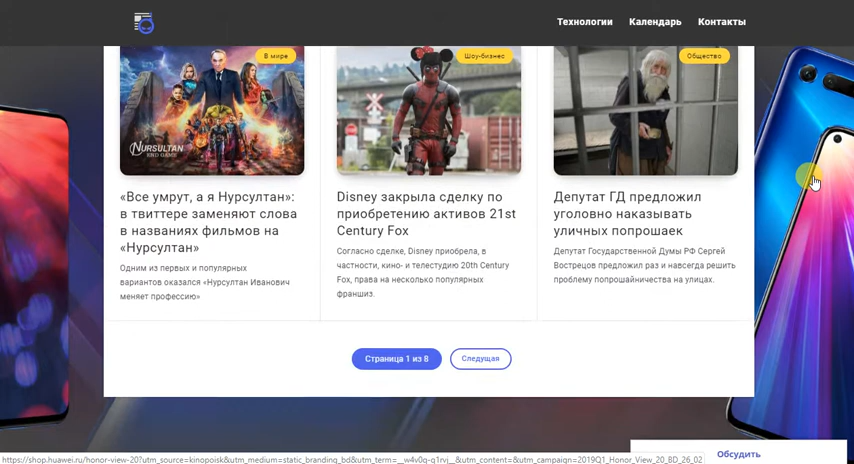 Технологии Календарь Контакты
В мире
Шоу-бизнес
Общество
NURSULTAN
END GAME
«Все умрут, а я Нурсултан»:
в твиттере заменяют слова
в названиях фильмов на
«Нурсултан»
Одним из первых и популярных
вариантов оказался «Нурсултан Иванович
меняет профессию»
Disney закрыла сделку по
приобретению активов 21st
Century Fox
Согласно сделке, Disney приобрела, в
частности, кино- и телестудию 20th Century
Fox, права на несколько популярных
франшиз.
Депутат ГД предложил
уголовно наказывать
уличных попрошаек
Депутат Государственной Думы РФ Сергей
Вострецов предложил раз и навсегда решить
проблему попрошайничества на улицах.
Страница 1 из 8 Следущая
Обсудить
https://shop.huawei.ru/honor-view-20?utm_source=kinopoisk&utm_medium=static_branding_bd&utm_term=__w4v0q-q1rvj__&utm_content=&utm_campaign=2019Q1_Honor_View_20_BD_26_02